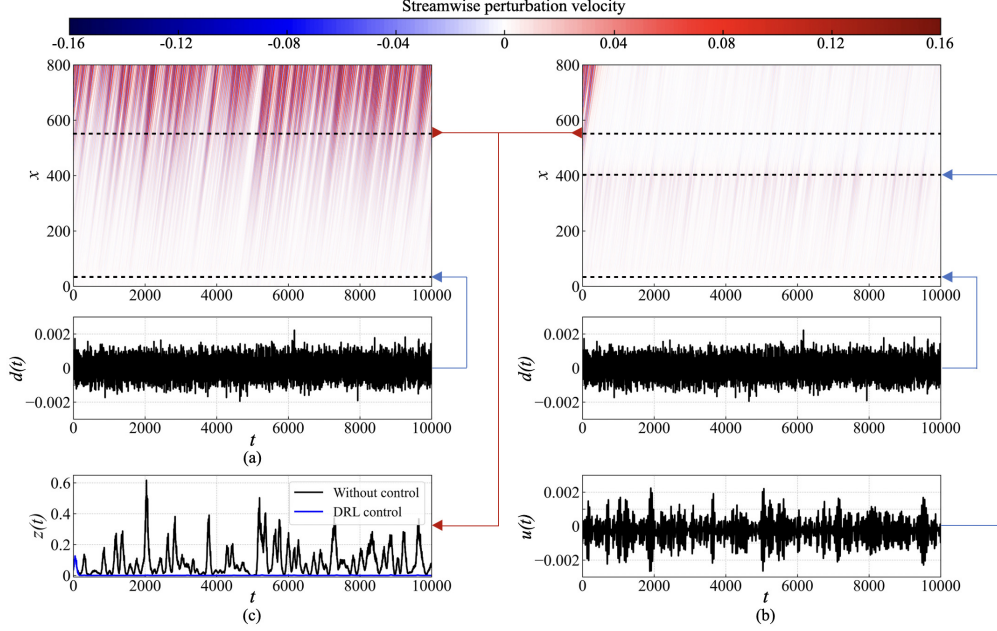 Streamwise perturbation velocity
-0.16 -0.12 -0.08 -0.04 0 0.04 0.08 0.12 0.16
800
600
x
400
200
0
0 2000 4000 6000 8000 10000
800
600
x
400
200
0
0 2000 4000 6000 8000 10000
0.002
d(t)
0
−0.002
0 2000 4000 6000 8000 10000
t
(a)
0.002
d(t)
0
−0.002
0 2000 4000 6000 8000 10000
0.6
z(t)
0.4
0.2
0
Without control
DRL control
0 2000 4000 6000 8000 10000
t
(c)
0.002
u(t)
0
−0.002
0 2000 4000 6000 8000 10000
t
(b)